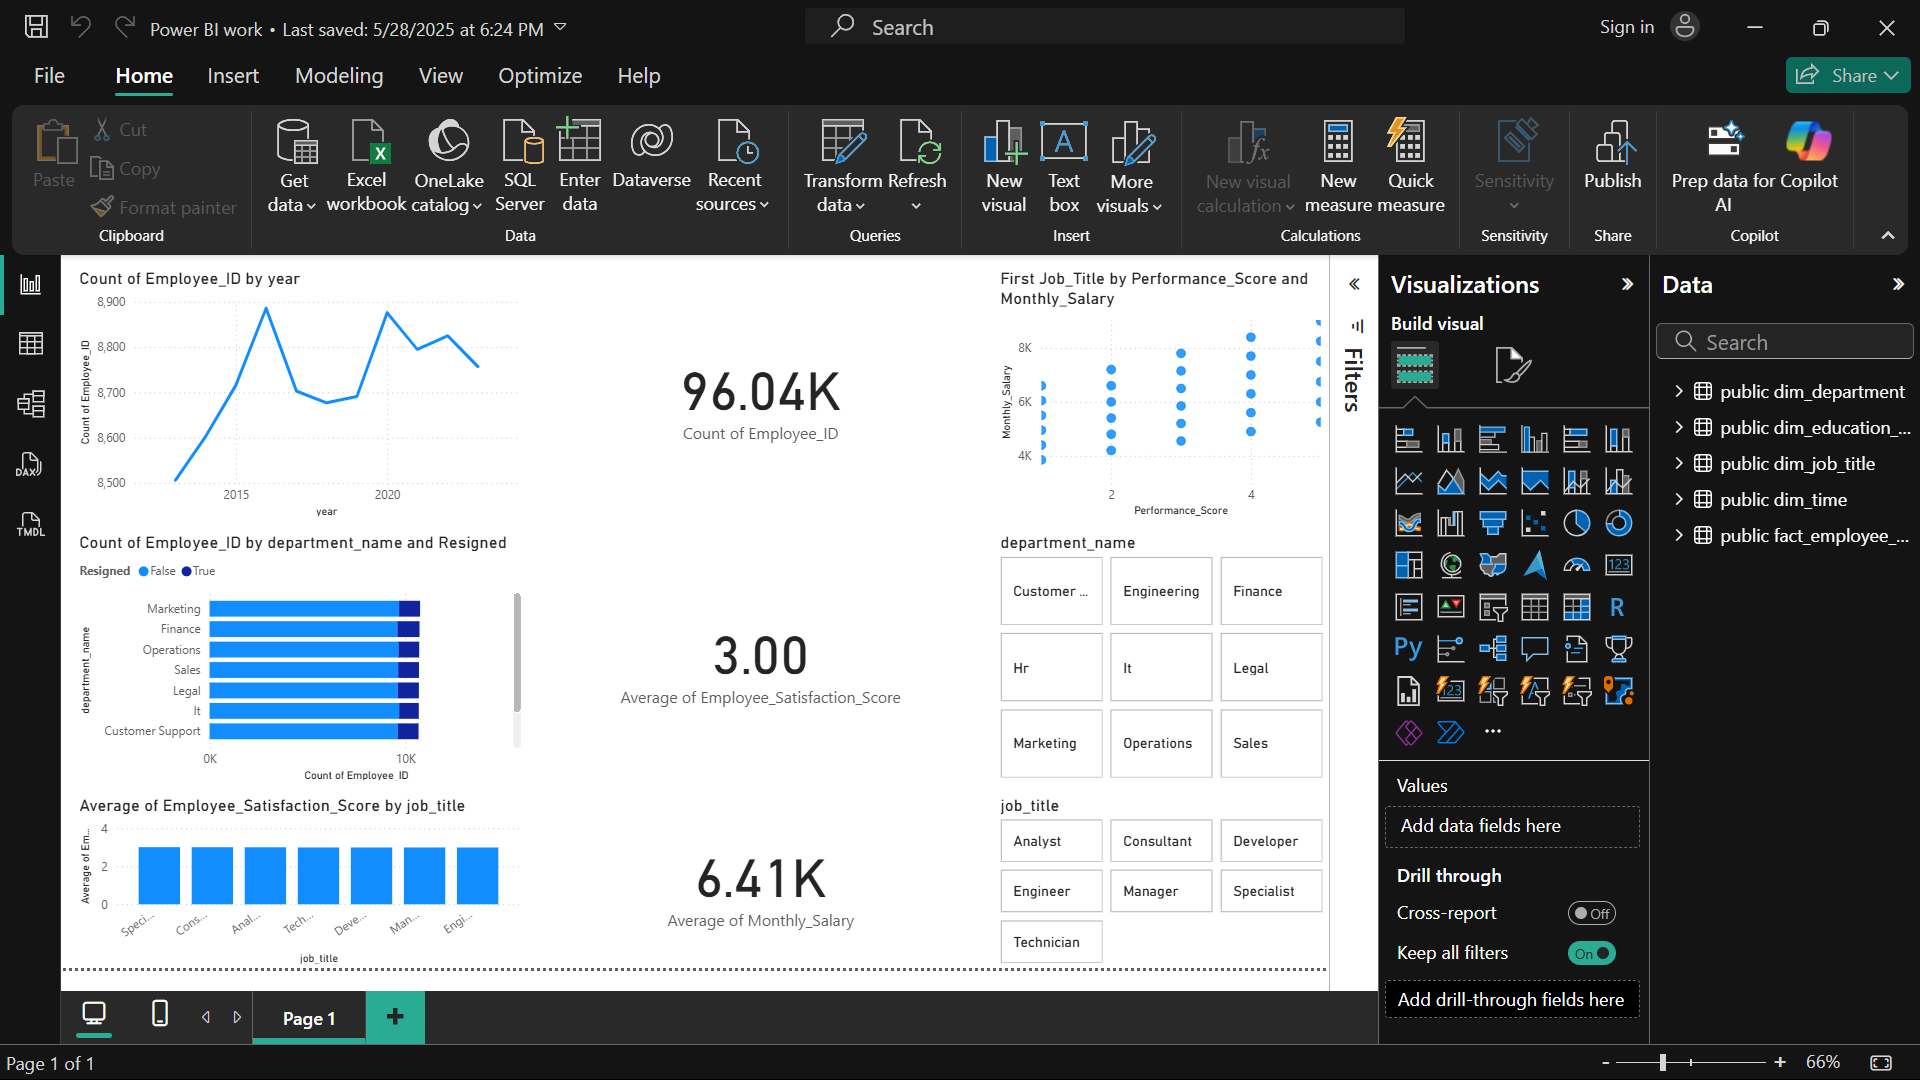 Power BI work • Last saved: 5/28/2025 at 6:24 PM
Search
Sign in
File
Home
Insert
Modeling
View
Optimize
Help
Share
Paste
Cut
Copy
Format painter
Clipboard
Get data
Excel workbook
OneLake catalog
SQL Server
Enter data
Dataverse
Recent sources
Data
Transform data
Refresh
Queries
New visual
Text box
More visuals
Insert
New visual calculation
New measure
Quick measure
Calculations
Sensitivity
Sensitivity
Publish
Share
Prep data for AI
Copilot
Copilot
DAX
TMDL
Count of Employee_ID by year
Count of Employee_ID
8,900
8,800
8,700
8,600
8,500
2015
2020
year
96.04K
Count of Employee_ID
First Job_Title by Performance_Score and
Monthly_Salary
Monthly_Salary
8K
6K
4K
2
4
Performance_Score
Count of Employee_ID by department_name and Resigned
Resigned
False
True
department_name
Marketing
Finance
Operations
Sales
Legal
It
Customer Support
0K
10K
Count of Employee_ID
3.00
Average of Employee_Satisfaction_Score
department_name
Customer ...
Engineering
Finance
Hr
It
Legal
Marketing
Operations
Sales
Average of Employee_Satisfaction_Score by job_title
Average of Em...
4
2
0
Speci...
Cons...
Anal...
Tech...
Deve...
Man...
Engi...
job_title
6.41K
Average of Monthly_Salary
job_title
Analyst
Consultant
Developer
Engineer
Manager
Specialist
Technician
Filters
Visualizations
Build visual
123
R
Py
123
Values
Add data fields here
Drill through
Cross-report
Off
Keep all filters
On
Add drill-through fields here
Data
Search
public dim_department
public dim_education_...
public dim_job_title
public dim_time
public fact_employee_...
Page 1
Page 1 of 1
66%